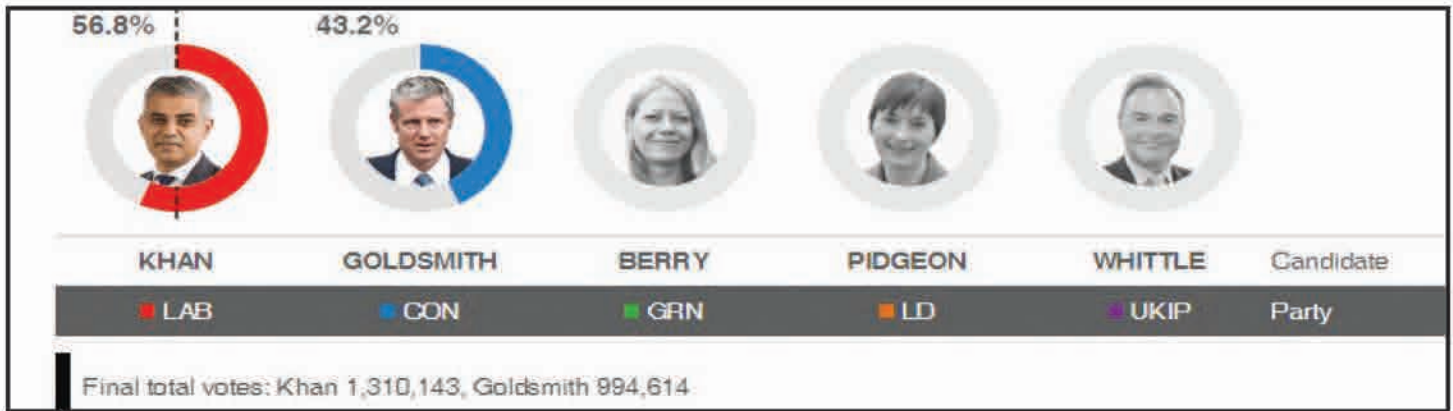 56.8% 43.2%
KHAN GOLDSMITH BERRY PIDGEON WHITTLE Candidate
LAB CON GRN LD UKIP Party
Final total votes: Khan 1,310,143, Goldsmith 994,614